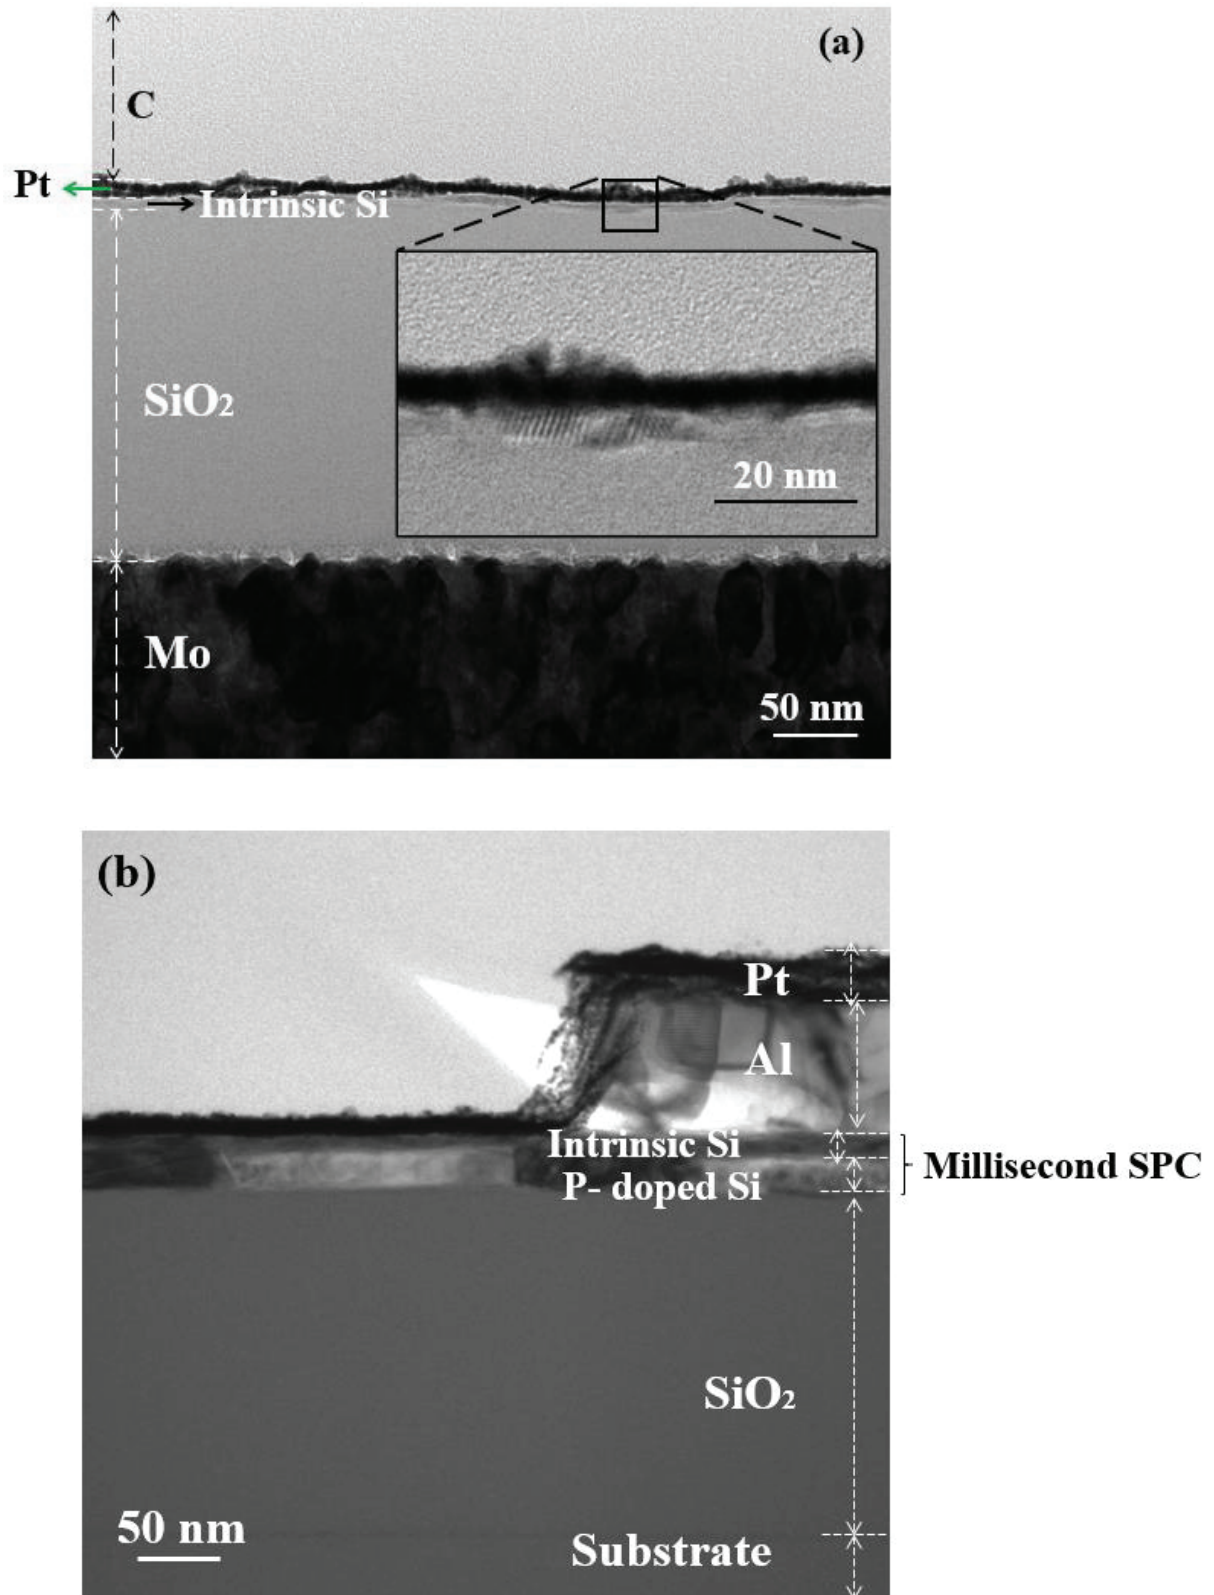 (a)
C
Pt
Intrinsic Si
SiO₂
20 nm
Mo
50 nm
(b)
Pt
Al
Intrinsic Si
P- doped Si
Millisecond SPC
SiO₂
50 nm
Substrate